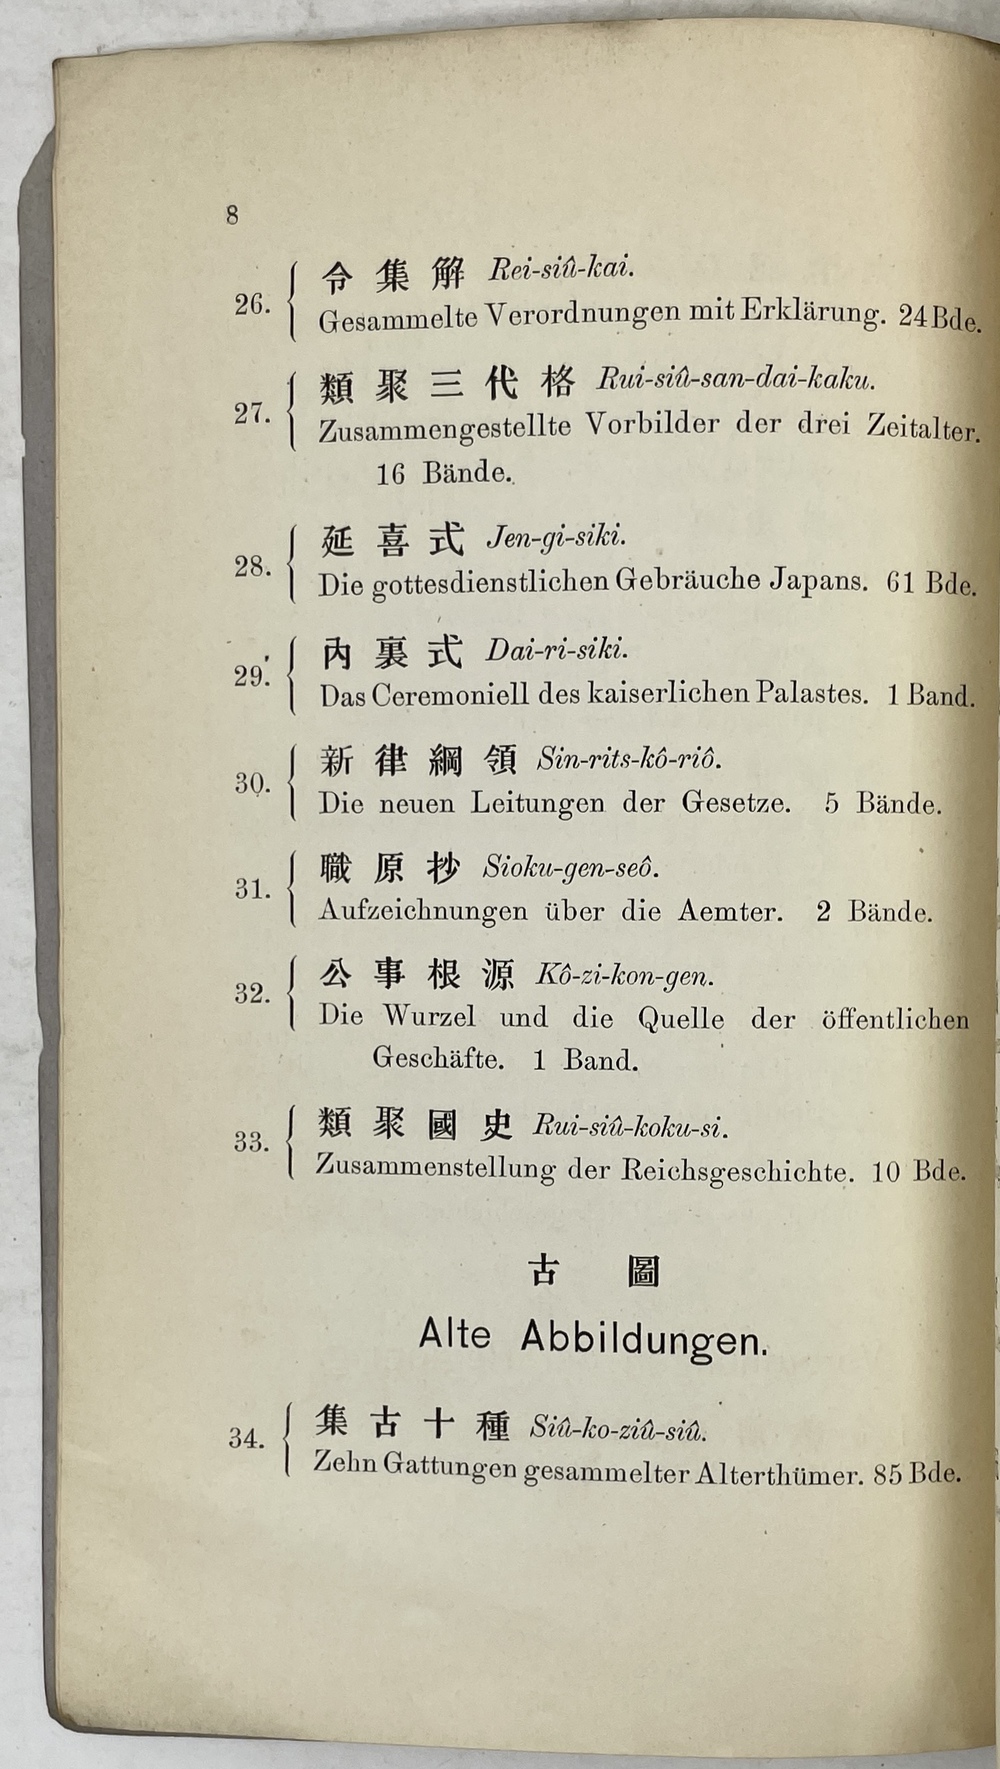 8
26. 令集解 Rei-siû-kai.
Gesammelte Verordnungen mit Erklärung. 24 Bde.
27. 類聚三代格 Rui-siû-san-dai-kaku.
Zusammengestellte Vorbilder der drei Zeitalter.
16 Bände.
28. 延喜式 Jen-gi-siki.
Die gottesdienstlichen Gebräuche Japans. 61 Bde.
29. 內裏式 Dai-ri-siki.
Das Ceremoniell des kaiserlichen Palastes. 1 Band.
30. 新律綱領 Sin-rits-kô-riô.
Die neuen Leitungen der Gesetze. 5 Bände.
31. 職原抄 Sioku-gen-seô.
Aufzeichnungen über die Aemter. 2 Bände.
32. 公事根源 Kô-zi-kon-gen.
Die Wurzel und die Quelle der öffentlichen
Geschäfte. 1 Band.
33. 類聚國史 Rui-siû-koku-si.
Zusammenstellung der Reichsgeschichte. 10 Bde.
古圖
Alte Abbildungen.
34. 集古十種 Siû-ko-ziû-siû.
Zehn Gattungen gesammelter Alterthümer. 85 Bde.